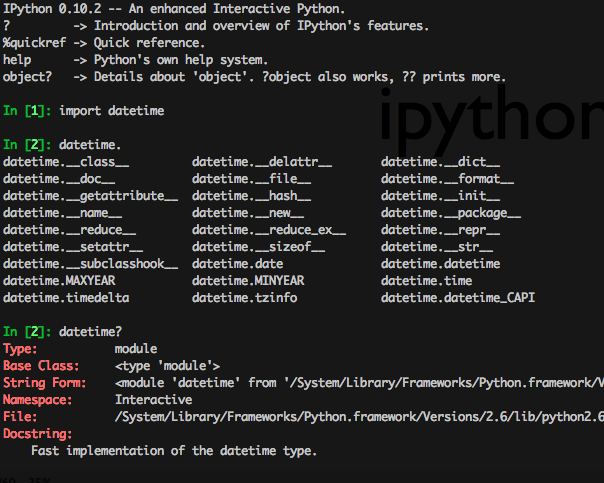 IPython 0.10.2 -- An enhanced Interactive Python.
?         -> Introduction and overview of IPython's features.
%quickref -> Quick reference.
help      -> Python's own help system.
object?   -> Details about 'object'. ?object also works, ?? prints more.
In [1]: import datetime
ipython
In [2]: datetime.
datetime.__class__         datetime.__delattr__       datetime.__dict__
datetime.__doc__           datetime.__file__          datetime.__format__
datetime.__getattribute__  datetime.__hash__          datetime.__init__
datetime.__name__          datetime.__new__           datetime.__package__
datetime.__reduce__        datetime.__reduce_ex__     datetime.__repr__
datetime.__setattr__       datetime.__sizeof__        datetime.__str__
datetime.__subclasshook__  datetime.date              datetime.datetime
datetime.MAXYEAR           datetime.MINYEAR           datetime.time
datetime.timedelta         datetime.tzinfo            datetime.datetime_CAPI
In [2]: datetime?
Type:           module
Base Class:     <type 'module'>
String Form:    <module 'datetime' from '/System/Library/Frameworks/Python.framework/V
Namespace:      Interactive
File:           /System/Library/Frameworks/Python.framework/Versions/2.6/lib/python2.6
Docstring:
    Fast implementation of the datetime type.